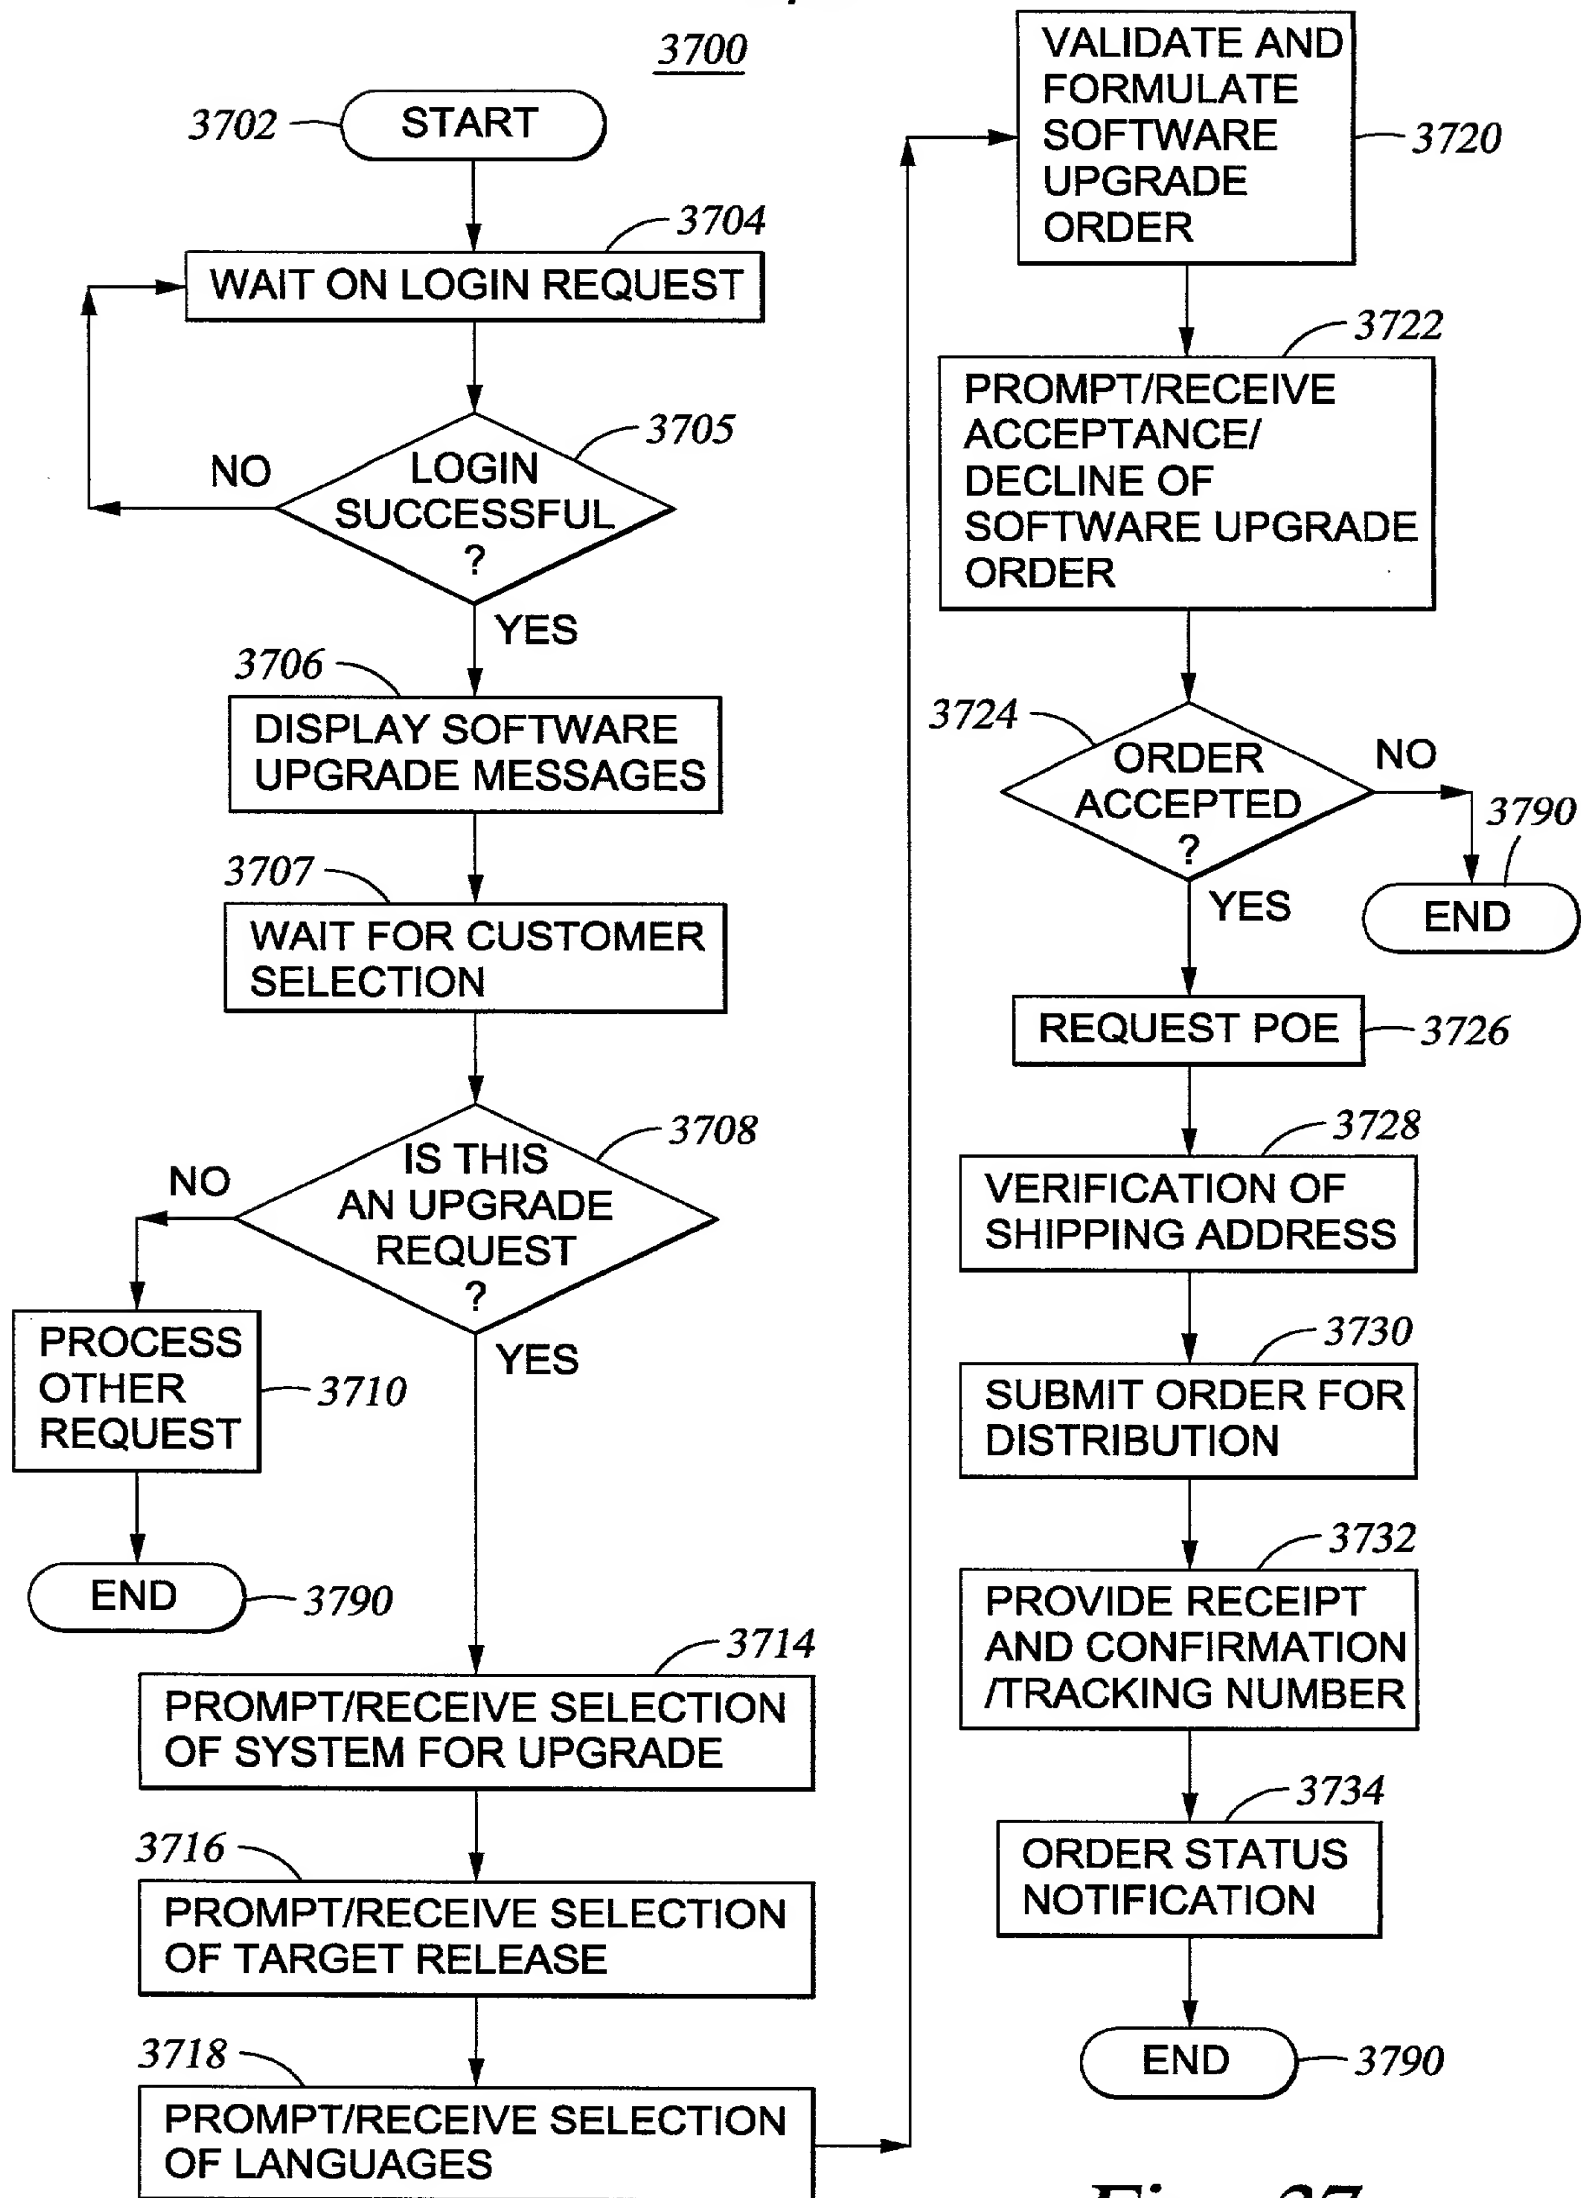 3700
3702
START
3704
WAIT ON LOGIN REQUEST
3705
NO
LOGIN
SUCCESSFUL
?
YES
3706
DISPLAY SOFTWARE
UPGRADE MESSAGES
3707
WAIT FOR CUSTOMER
SELECTION
3708
NO
IS THIS
AN UPGRADE
REQUEST
?
YES
PROCESS
OTHER
REQUEST
3710
END
3790
3714
PROMPT/RECEIVE SELECTION
OF SYSTEM FOR UPGRADE
3716
PROMPT/RECEIVE SELECTION
OF TARGET RELEASE
3718
PROMPT/RECEIVE SELECTION
OF LANGUAGES
VALIDATE AND
FORMULATE
SOFTWARE
UPGRADE
ORDER
3720
3722
PROMPT/RECEIVE
ACCEPTANCE/
DECLINE OF
SOFTWARE UPGRADE
ORDER
3724
ORDER
ACCEPTED
?
NO
3790
END
YES
REQUEST POE
3726
3728
VERIFICATION OF
SHIPPING ADDRESS
3730
SUBMIT ORDER FOR
DISTRIBUTION
3732
PROVIDE RECEIPT
AND CONFIRMATION
/TRACKING NUMBER
3734
ORDER STATUS
NOTIFICATION
END
3790